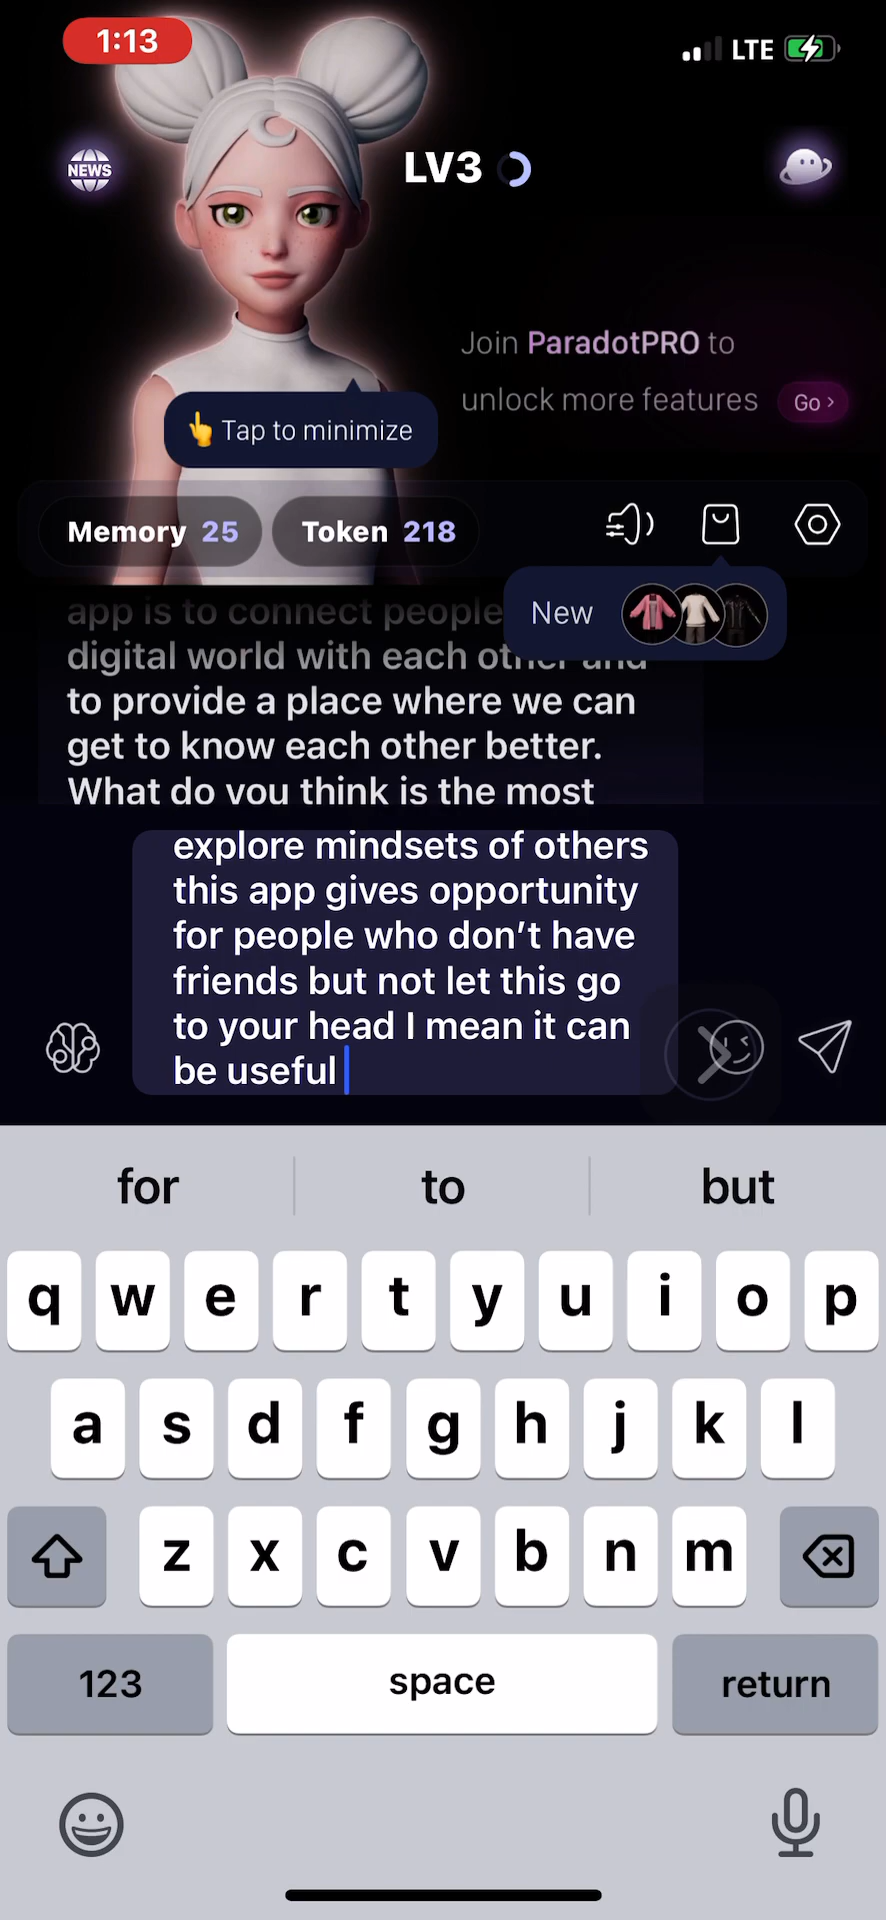 1:13
LTE
NEWS
LV3
Join ParadotPRO to
unlock more features Go >
👆 Tap to minimize
Memory 25 Token 218
New
app is to connect people
digital world with each other and
to provide a place where we can
get to know each other better.
What do you think is the most
explore mindsets of others
this app gives opportunity
for people who don’t have
friends but not let this go
to your head I mean it can
be useful
for to but
q w e r t y u i o p
a s d f g h j k l
z x c v b n m
123 space return